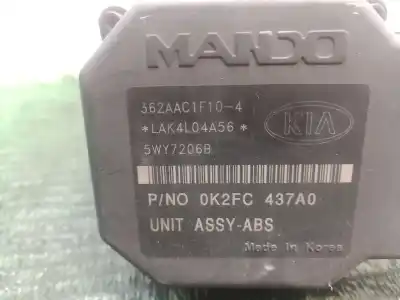 MANDO
362AAC1F10-4
*LAK4L04A56*
KIA
5WY7206B
P/NO 0K2FC 437A0
UNIT ASSY-ABS
Made in Korea